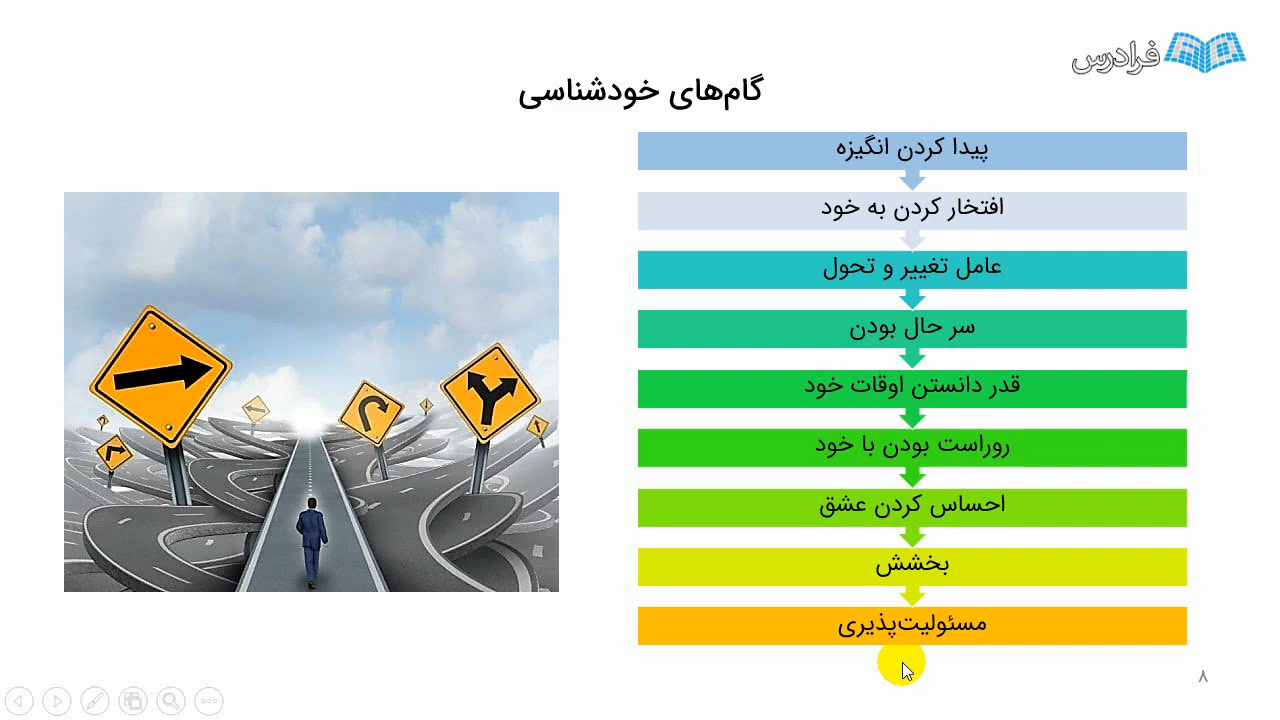 فرادرس
گام‌های خودشناسی
پیدا کردن انگیزه
افتخار کردن به خود
عامل تغییر و تحول
سر حال بودن
قدر دانستن اوقات خود
روراست بودن با خود
احساس کردن عشق
بخشش
مسئولیت‌پذیری
۸